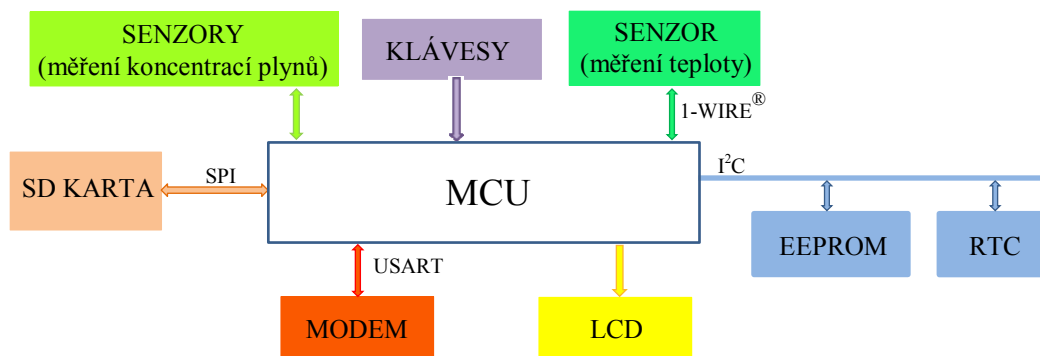 SENZORY
(měření koncentrací plynů)
KLÁVESY
SENZOR
(měření teploty)
1-WIRE®
SD KARTA
SPI
MCU
I²C
EEPROM
RTC
USART
MODEM
LCD